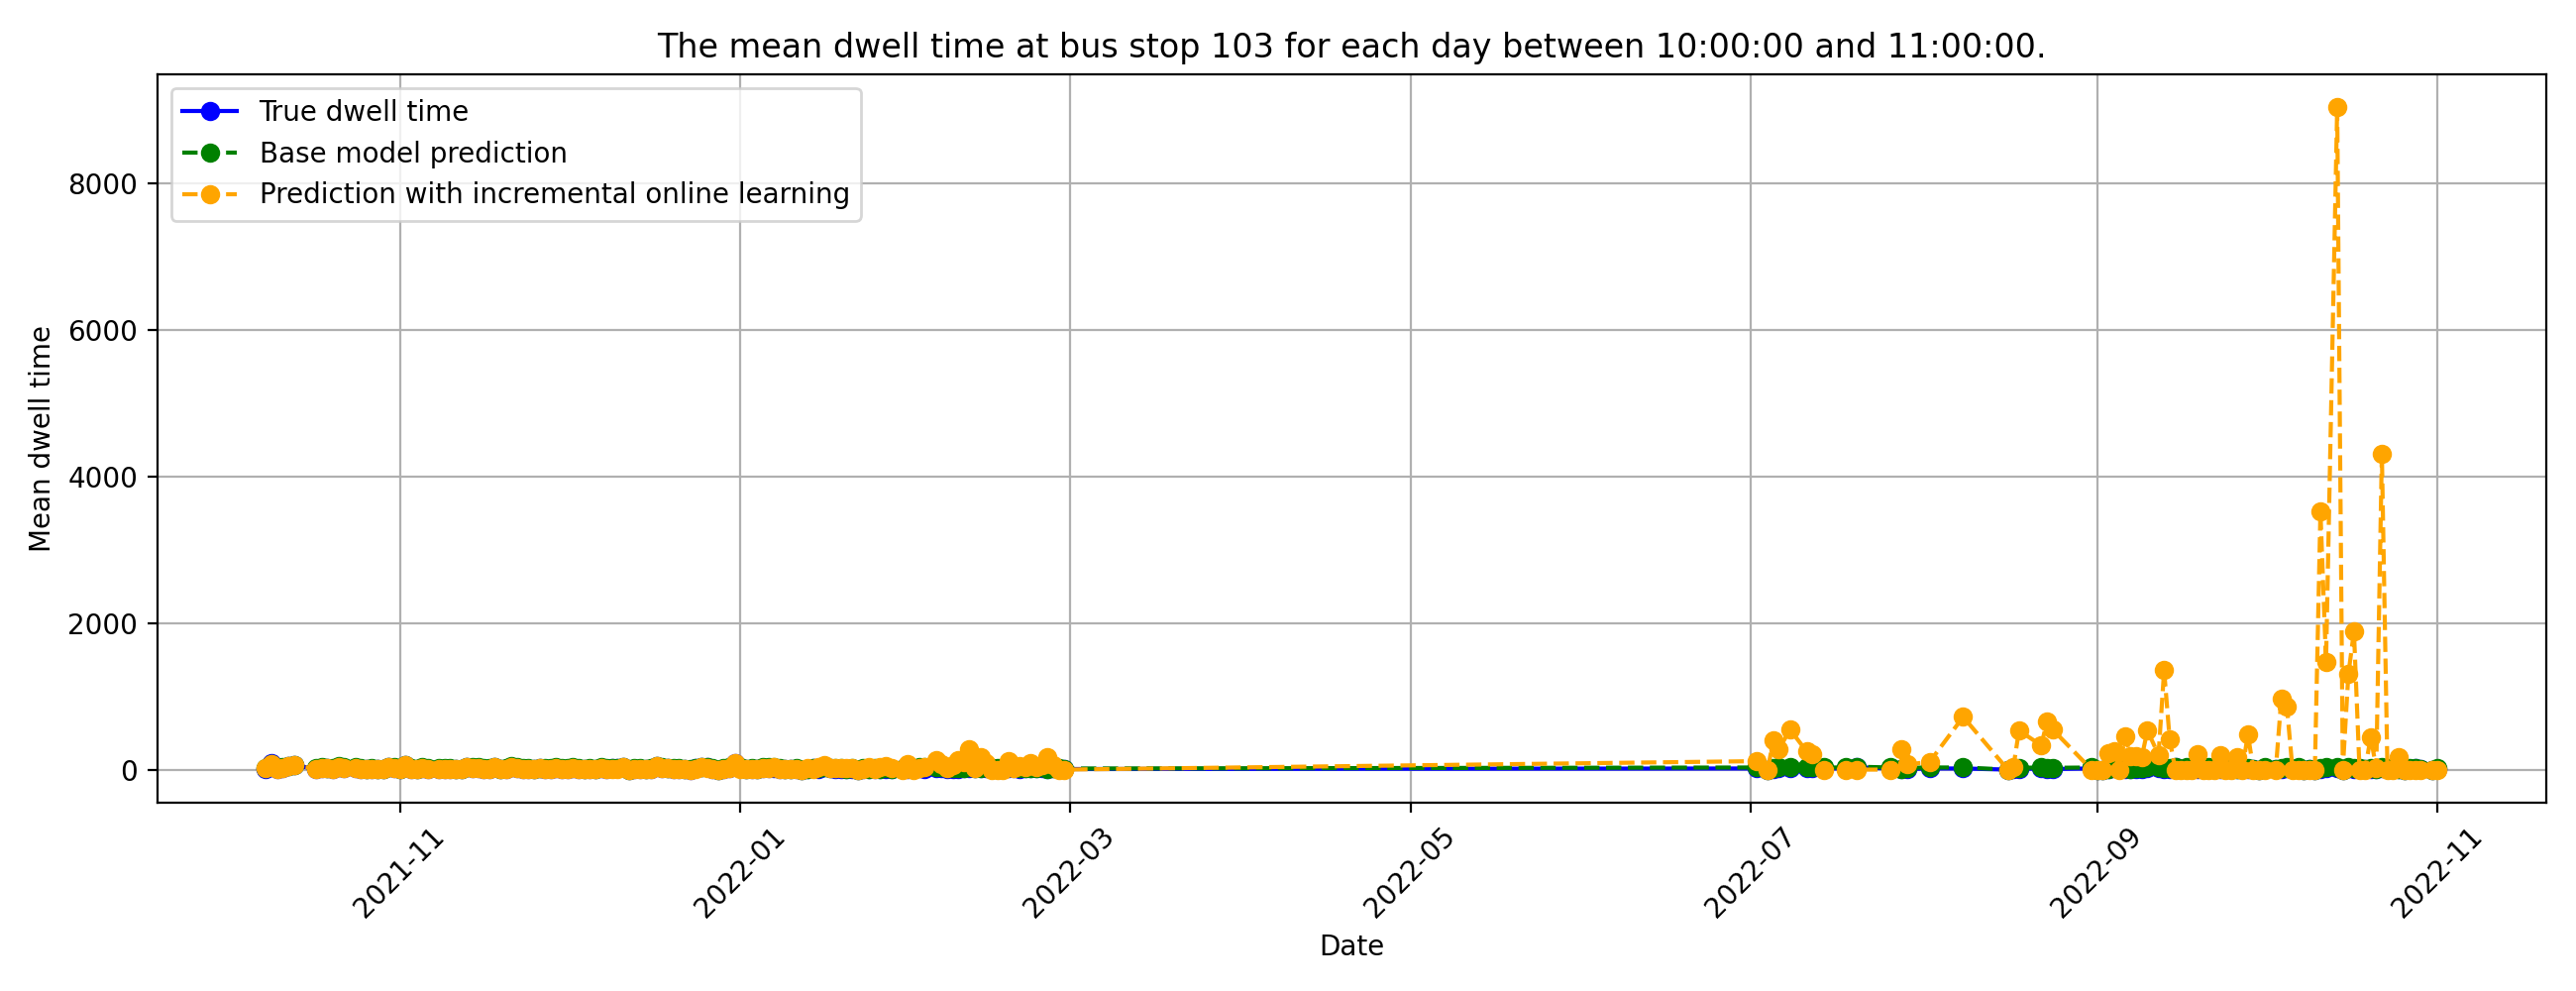 The mean dwell time at bus stop 103 for each day between 10:00:00 and 11:00:00.
True dwell time
Base model prediction
Prediction with incremental online learning
Mean dwell time
8000
6000
4000
2000
0
2021-11
2022-01
2022-03
2022-05
2022-07
2022-09
2022-11
Date